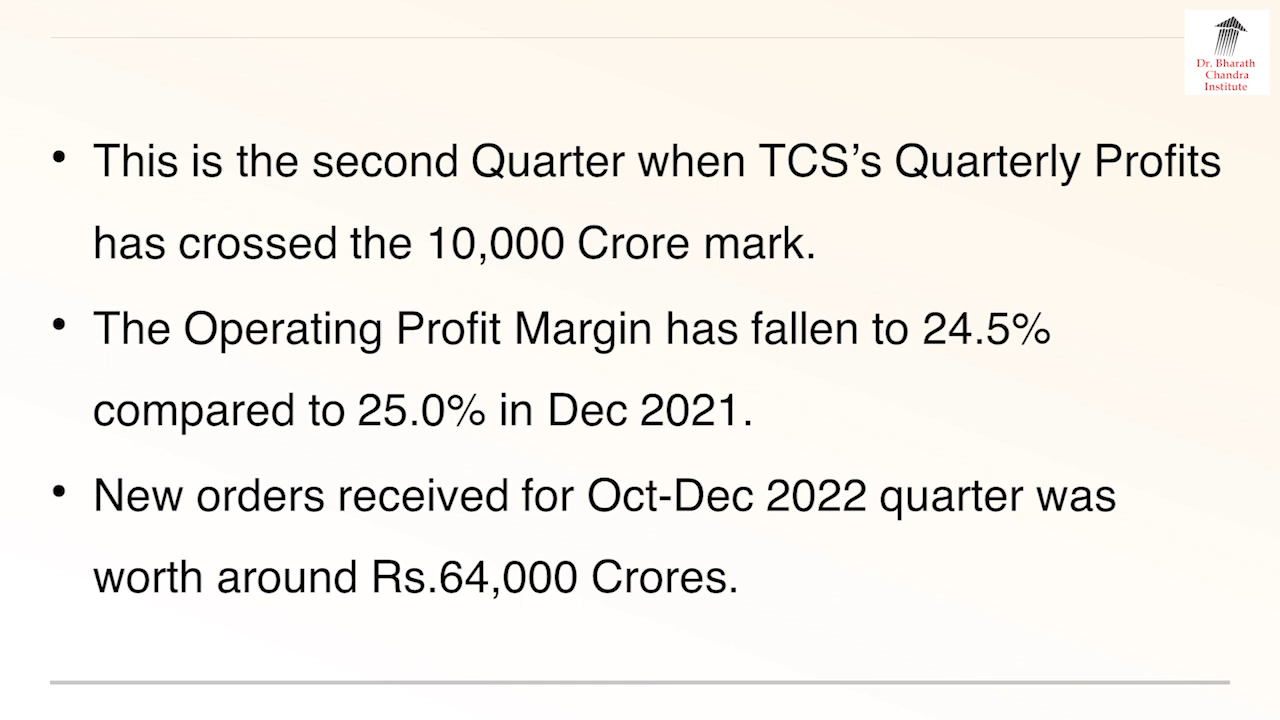 Dr. Bharath
Chandra
Institute
• This is the second Quarter when TCS’s Quarterly Profits
has crossed the 10,000 Crore mark.
• The Operating Profit Margin has fallen to 24.5%
compared to 25.0% in Dec 2021.
• New orders received for Oct-Dec 2022 quarter was
worth around Rs.64,000 Crores.